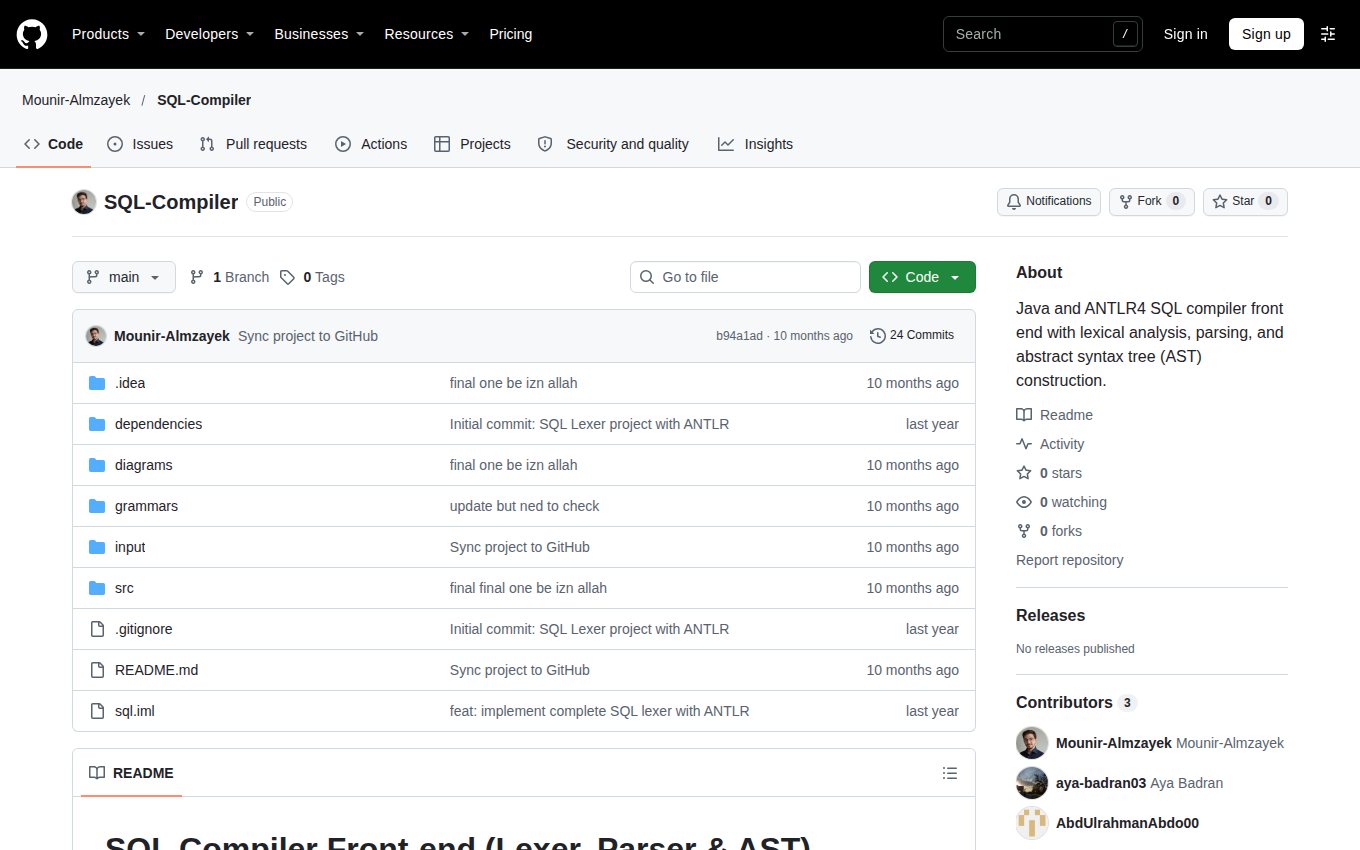 Products Developers Businesses Resources Pricing Search / Sign in Sign up
Mounir-Almzayek / SQL-Compiler
Code Issues Pull requests Actions Projects Security and quality Insights
SQL-Compiler Public Notifications Fork 0 Star 0
main 1 Branch 0 Tags Go to file Code
Mounir-Almzayek Sync project to GitHub b94a1ad · 10 months ago 24 Commits
.idea final one be izn allah 10 months ago
dependencies Initial commit: SQL Lexer project with ANTLR last year
diagrams final one be izn allah 10 months ago
grammars update but ned to check 10 months ago
input Sync project to GitHub 10 months ago
src final final one be izn allah 10 months ago
.gitignore Initial commit: SQL Lexer project with ANTLR last year
README.md Sync project to GitHub 10 months ago
sql.iml feat: implement complete SQL lexer with ANTLR last year
README
SQL Compiler Front-end (Lexer, Parser & AST)
About
Java and ANTLR4 SQL compiler front
end with lexical analysis, parsing, and
abstract syntax tree (AST)
construction.
Readme
Activity
0 stars
0 watching
0 forks
Report repository
Releases
No releases published
Contributors 3
Mounir-Almzayek Mounir-Almzayek
aya-badran03 Aya Badran
AbdUlrahmanAbdo00